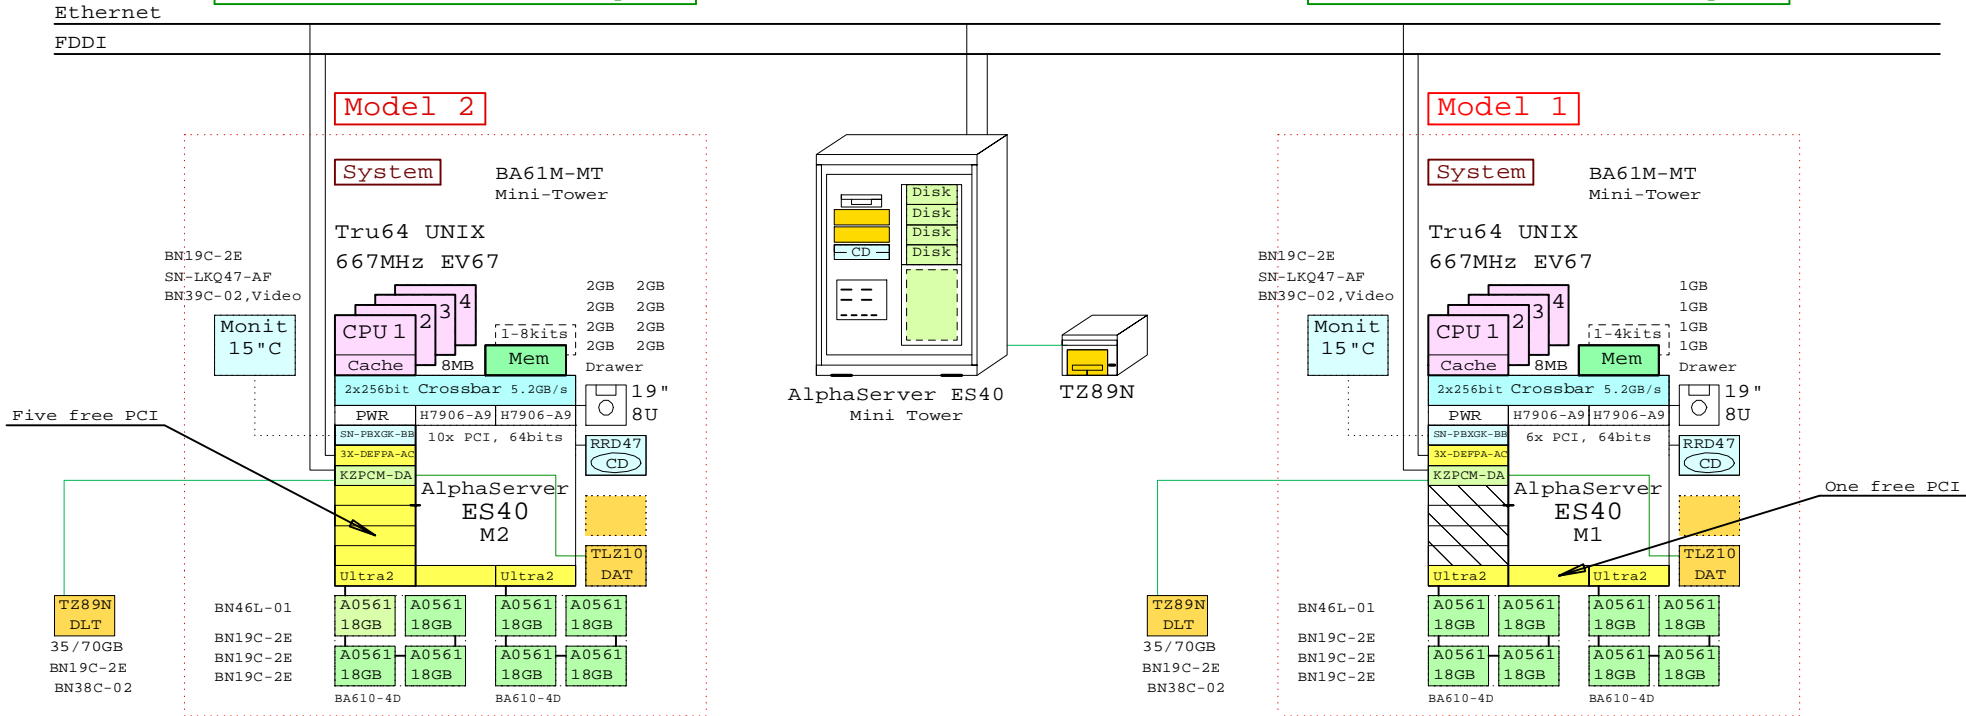 Ethernet
FDDI
Model 2
System
BA61M-MT
Mini-Tower
Tru64 UNIX
667MHz EV67
BN19C-2E
SN-LKQ47-AF
BN39C-02,Video
Monit
15"C
CPU 1
2
3
4
Cache
8MB
1-8kits
Mem
2GB 2GB
2GB 2GB
2GB 2GB
2GB 2GB
Drawer
2x256bit Crossbar 5.2GB/s
19"
8U
PWR
H7906-A9
H7906-A9
Five free PCI
SN-PBXGK-BB
10x PCI, 64bits
3X-DEFPA-AC
KZPCM-DA
RRD47
CD
AlphaServer
ES40
M2
TLZ10
DAT
Ultra2
Ultra2
TZ89N
DLT
35/70GB
BN19C-2E
BN38C-02
BN46L-01
BN19C-2E
BN19C-2E
BN19C-2E
A0561
18GB
A0561
18GB
A0561
18GB
A0561
18GB
A0561
18GB
A0561
18GB
A0561
18GB
A0561
18GB
BA610-4D
BA610-4D
Disk
Disk
Disk
Disk
CD
AlphaServer ES40
Mini Tower
TZ89N
Model 1
System
BA61M-MT
Mini-Tower
Tru64 UNIX
667MHz EV67
BN19C-2E
SN-LKQ47-AF
BN39C-02,Video
Monit
15"C
CPU 1
2
3
4
Cache
8MB
1-4kits
Mem
1GB
1GB
1GB
1GB
Drawer
2x256bit Crossbar 5.2GB/s
19"
8U
PWR
H7906-A9
H7906-A9
SN-PBXGK-BB
6x PCI, 64bits
3X-DEFPA-AC
KZPCM-DA
RRD47
CD
AlphaServer
ES40
M1
One free PCI
TLZ10
DAT
Ultra2
Ultra2
TZ89N
DLT
35/70GB
BN19C-2E
BN38C-02
BN46L-01
BN19C-2E
BN19C-2E
BN19C-2E
A0561
18GB
A0561
18GB
A0561
18GB
A0561
18GB
A0561
18GB
A0561
18GB
A0561
18GB
A0561
18GB
BA610-4D
BA610-4D